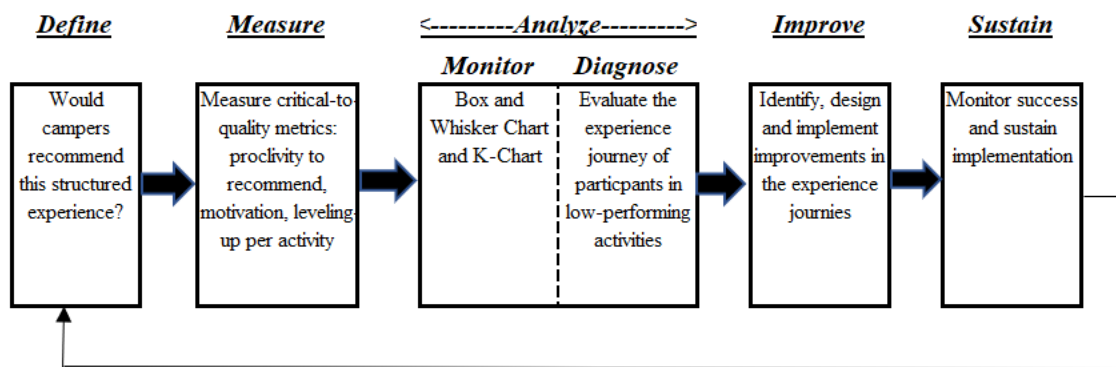 Define
Measure
<---------Analyze--------->
Improve
Sustain
Monitor
Diagnose
Would
campers
recommend
this structured
experience?
Measure critical-to-
quality metrics:
proclivity to
recommend,
motivation, leveling-
up per activity
Box and
Whisker Chart
and K-Chart
Evaluate the
experience
journey of
particpants in
low-performing
activities
Identify, design
and implement
improvements in
the experience
journies
Monitor success
and sustain
implementation